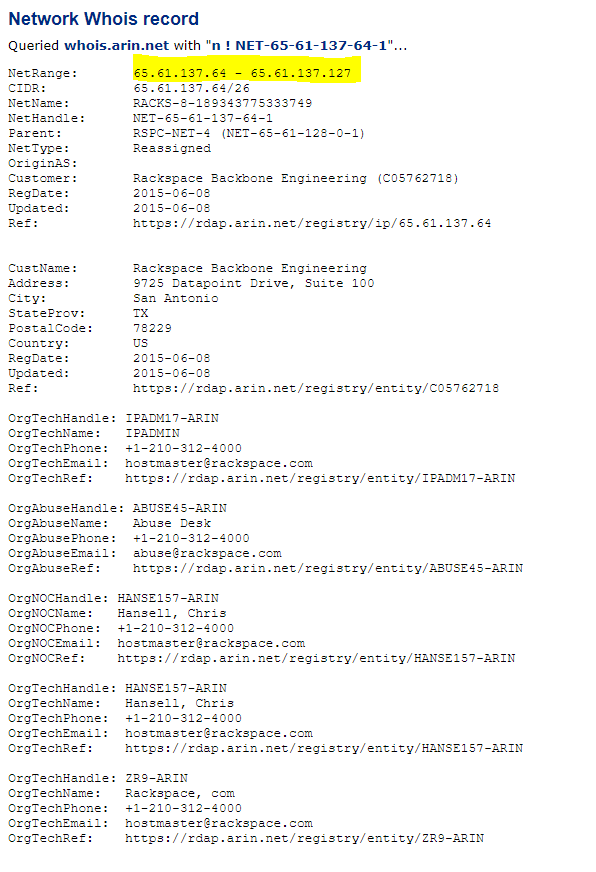 Network Whois record
Queried whois.arin.net with "n ! NET-65-61-137-64-1"...
NetRange: 65.61.137.64 - 65.61.137.127
CIDR: 65.61.137.64/26
NetName: RACKS-8-189343775333749
NetHandle: NET-65-61-137-64-1
Parent: RSPC-NET-4 (NET-65-61-128-0-1)
NetType: Reassigned
OriginAS:
Customer: Rackspace Backbone Engineering (C05762718)
RegDate: 2015-06-08
Updated: 2015-06-08
Ref: https://rdap.arin.net/registry/ip/65.61.137.64
CustName: Rackspace Backbone Engineering
Address: 9725 Datapoint Drive, Suite 100
City: San Antonio
StateProv: TX
PostalCode: 78229
Country: US
RegDate: 2015-06-08
Updated: 2015-06-08
Ref: https://rdap.arin.net/registry/entity/C05762718
OrgTechHandle: IPADM17-ARIN
OrgTechName: IPADMIN
OrgTechPhone: +1-210-312-4000
OrgTechEmail: hostmaster@rackspace.com
OrgTechRef: https://rdap.arin.net/registry/entity/IPADM17-ARIN
OrgAbuseHandle: ABUSE45-ARIN
OrgAbuseName: Abuse Desk
OrgAbusePhone: +1-210-312-4000
OrgAbuseEmail: abuse@rackspace.com
OrgAbuseRef: https://rdap.arin.net/registry/entity/ABUSE45-ARIN
OrgNOCHandle: HANSE157-ARIN
OrgNOCName: Hansell, Chris
OrgNOCPhone: +1-210-312-4000
OrgNOCEmail: hostmaster@rackspace.com
OrgNOCRef: https://rdap.arin.net/registry/entity/HANSE157-ARIN
OrgTechHandle: HANSE157-ARIN
OrgTechName: Hansell, Chris
OrgTechPhone: +1-210-312-4000
OrgTechEmail: hostmaster@rackspace.com
OrgTechRef: https://rdap.arin.net/registry/entity/HANSE157-ARIN
OrgTechHandle: ZR9-ARIN
OrgTechName: Rackspace, com
OrgTechPhone: +1-210-312-4000
OrgTechEmail: hostmaster@rackspace.com
OrgTechRef: https://rdap.arin.net/registry/entity/ZR9-ARIN